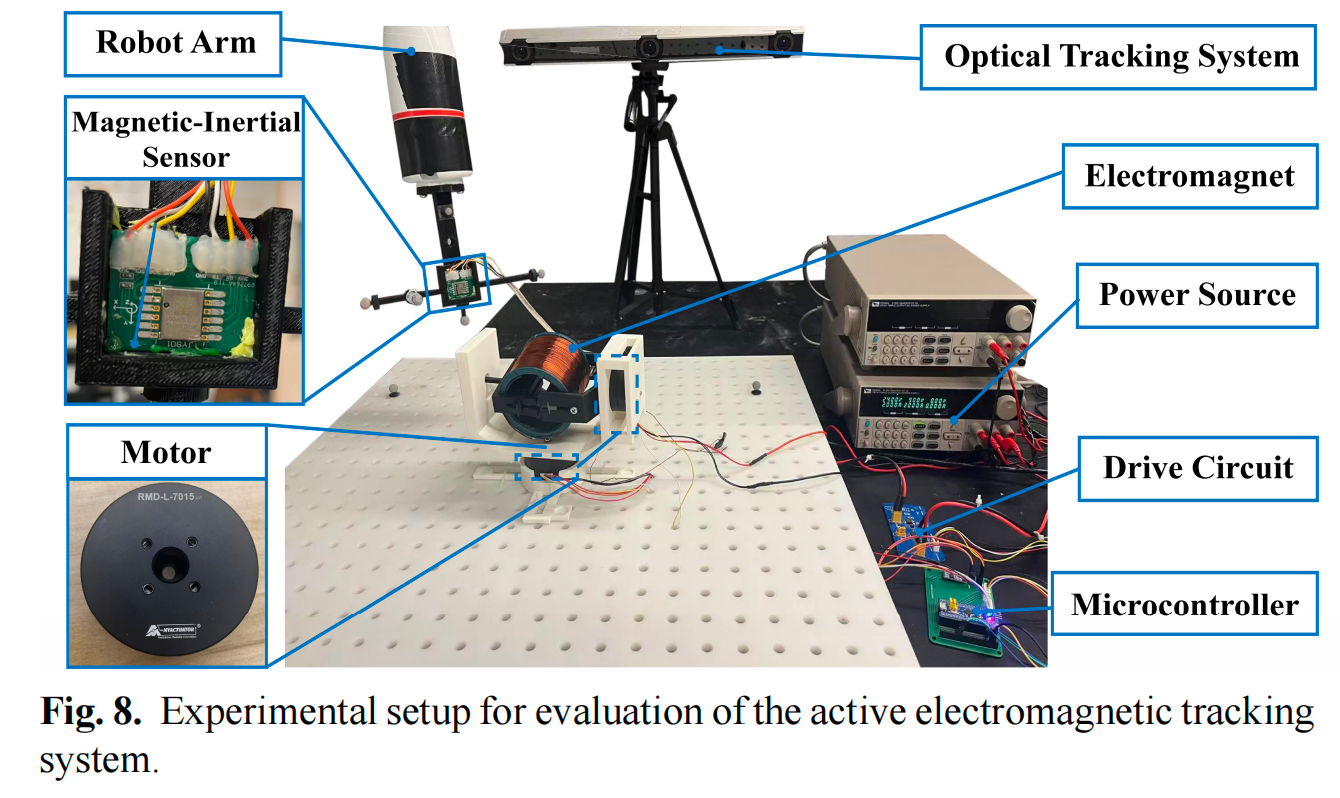 Robot Arm
Optical Tracking System
Magnetic-Inertial
Sensor
Electromagnet
Power Source
JY901
Motor
RMD-L-7015
Drive Circuit
Microcontroller
Fig. 8. Experimental setup for evaluation of the active electromagnetic tracking
system.